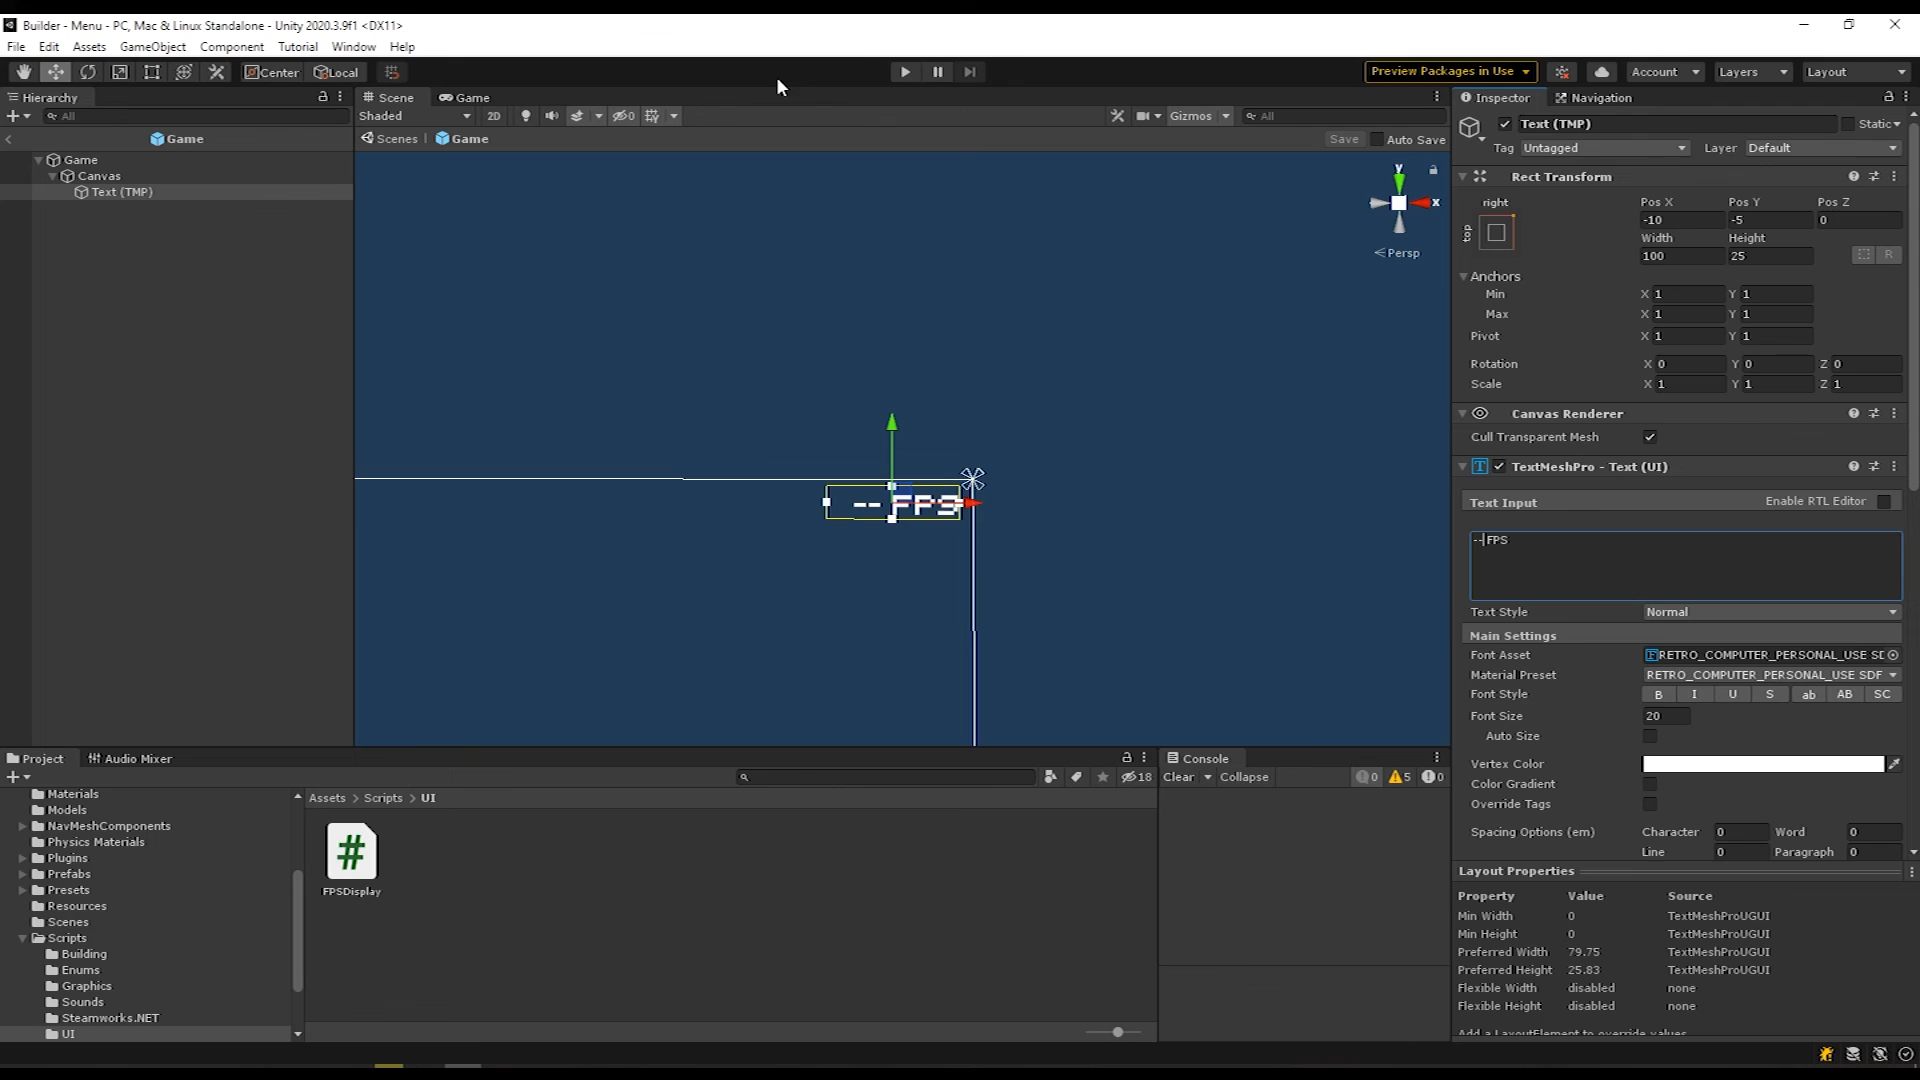 Builder - Menu - PC, Mac & Linux Standalone - Unity 2020.3.9f1 <DX11>
File Edit Assets GameObject Component Tutorial Window Help
Center Local Preview Packages in Use Account Layers Layout
Hierarchy Scene Game Inspector Navigation
All Shaded 2D 0 Gizmos All Text (TMP) Static
Game Scenes Game Save Auto Save Tag Untagged Layer Default
Game
Canvas
Text (TMP)
y
x
Persp
-- FPS
Rect Transform
right Pos X Pos Y Pos Z
top -10 -5 0
Width Height
100 25 R
Anchors
Min X 1 Y 1
Max X 1 Y 1
Pivot X 1 Y 1
Rotation X 0 Y 0 Z 0
Scale X 1 Y 1 Z 1
Canvas Renderer
Cull Transparent Mesh
TextMeshPro - Text (UI)
Text Input Enable RTL Editor
-- FPS
Text Style Normal
Main Settings
Font Asset RETRO_COMPUTER_PERSONAL_USE SD
Material Preset RETRO_COMPUTER_PERSONAL_USE SDF
Font Style B I U S ab AB SC
Font Size 20
Auto Size
Vertex Color
Color Gradient
Override Tags
Spacing Options (em) Character 0 Word 0
Line 0 Paragraph 0
Layout Properties
Property Value Source
Min Width 0 TextMeshProUGUI
Min Height 0 TextMeshProUGUI
Preferred Width 79.75 TextMeshProUGUI
Preferred Height 25.83 TextMeshProUGUI
Flexible Width disabled none
Flexible Height disabled none
Add a LayoutElement to override values
Project Audio Mixer
18
Materials
Models
NavMeshComponents
Physics Materials
Plugins
Prefabs
Presets
Resources
Scenes
Scripts
Building
Enums
Graphics
Sounds
Steamworks.NET
UI
Assets > Scripts > UI
#
FPSDisplay
Console
Clear Collapse 0 5 0